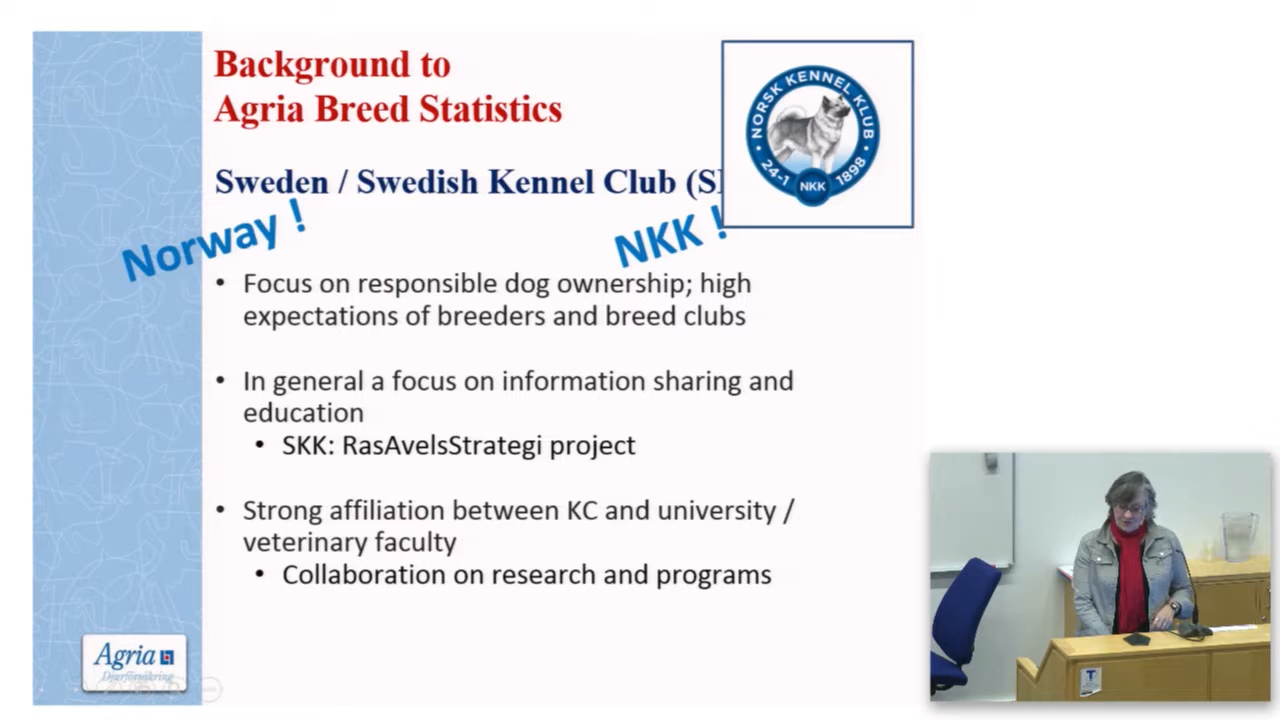 Background to
Agria Breed Statistics
NORSK KENNEL KLUB
24-1 NKK 1898
Sweden / Swedish Kennel Club (S
Norway !
NKK !
• Focus on responsible dog ownership; high
expectations of breeders and breed clubs
• In general a focus on information sharing and
education
• SKK: RasAvelsStrategi project
• Strong affiliation between KC and university /
veterinary faculty
• Collaboration on research and programs
Agria
Djurförsäkring